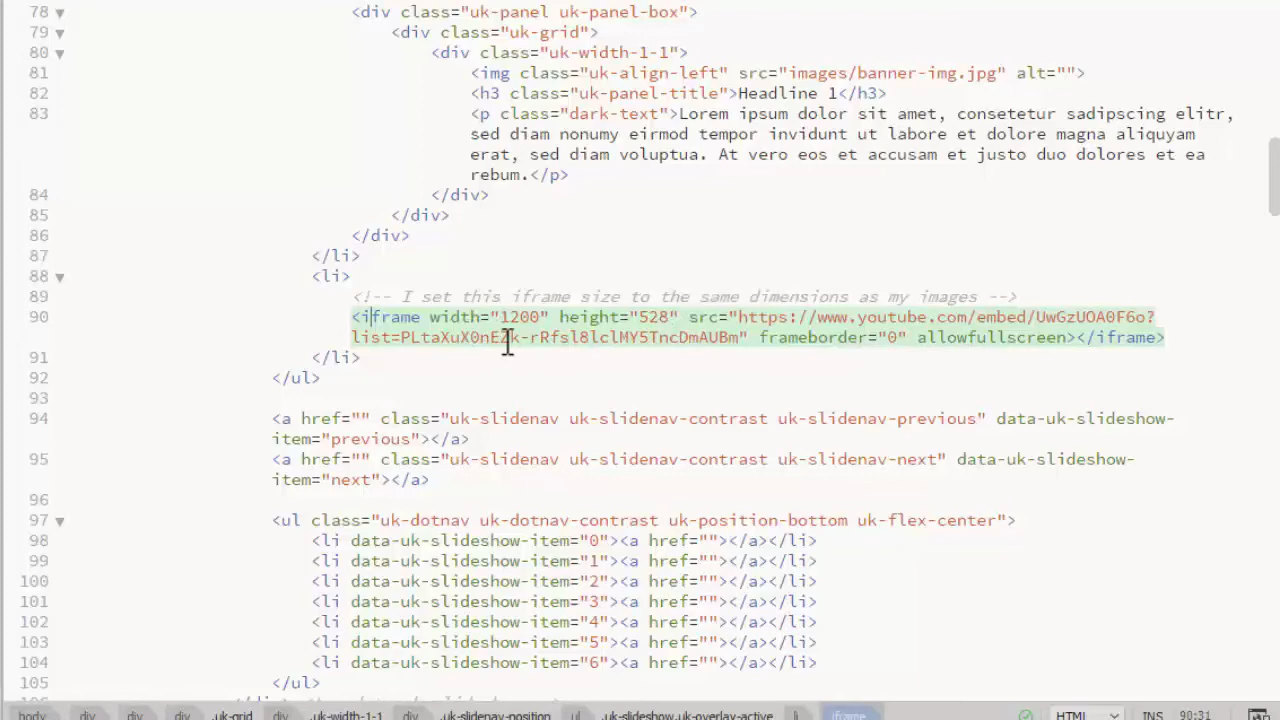 78 ▼ <div class="uk-panel uk-panel-box">
79 ▼ <div class="uk-grid">
80 ▼ <div class="uk-width-1-1">
81 <img class="uk-align-left" src="images/banner-img.jpg" alt="">
82 <h3 class="uk-panel-title">Headline 1</h3>
83 <p class="dark-text">Lorem ipsum dolor sit amet, consetetur sadipscing elitr,
sed diam nonumy eirmod tempor invidunt ut labore et dolore magna aliquyam
erat, sed diam voluptua. At vero eos et accusam et justo duo dolores et ea
rebum.</p>
84 </div>
85 </div>
86 </div>
87 </li>
88 ▼ <li>
89 <!-- I set this iframe size to the same dimensions as my images -->
90 <iframe width="1200" height="528" src="https://www.youtube.com/embed/UwGzUOA0F6o?
list=PLtaXuX0nEZk-rRfsl8lclMY5TncDmAUBm" frameborder="0" allowfullscreen></iframe>
91 </li>
92 </ul>
93
94 <a href="" class="uk-slidenav uk-slidenav-contrast uk-slidenav-previous" data-uk-slideshow-
item="previous"></a>
95 <a href="" class="uk-slidenav uk-slidenav-contrast uk-slidenav-next" data-uk-slideshow-
item="next"></a>
96
97 ▼ <ul class="uk-dotnav uk-dotnav-contrast uk-position-bottom uk-flex-center">
98 <li data-uk-slideshow-item="0"><a href=""></a></li>
99 <li data-uk-slideshow-item="1"><a href=""></a></li>
100 <li data-uk-slideshow-item="2"><a href=""></a></li>
101 <li data-uk-slideshow-item="3"><a href=""></a></li>
102 <li data-uk-slideshow-item="4"><a href=""></a></li>
103 <li data-uk-slideshow-item="5"><a href=""></a></li>
104 <li data-uk-slideshow-item="6"><a href=""></a></li>
105 </ul>
body div div div .uk-grid div .uk-width-1-1 div .uk-slidenav-position ul .uk-slideshow.uk-overlay-active li iframe HTML INS 90:31